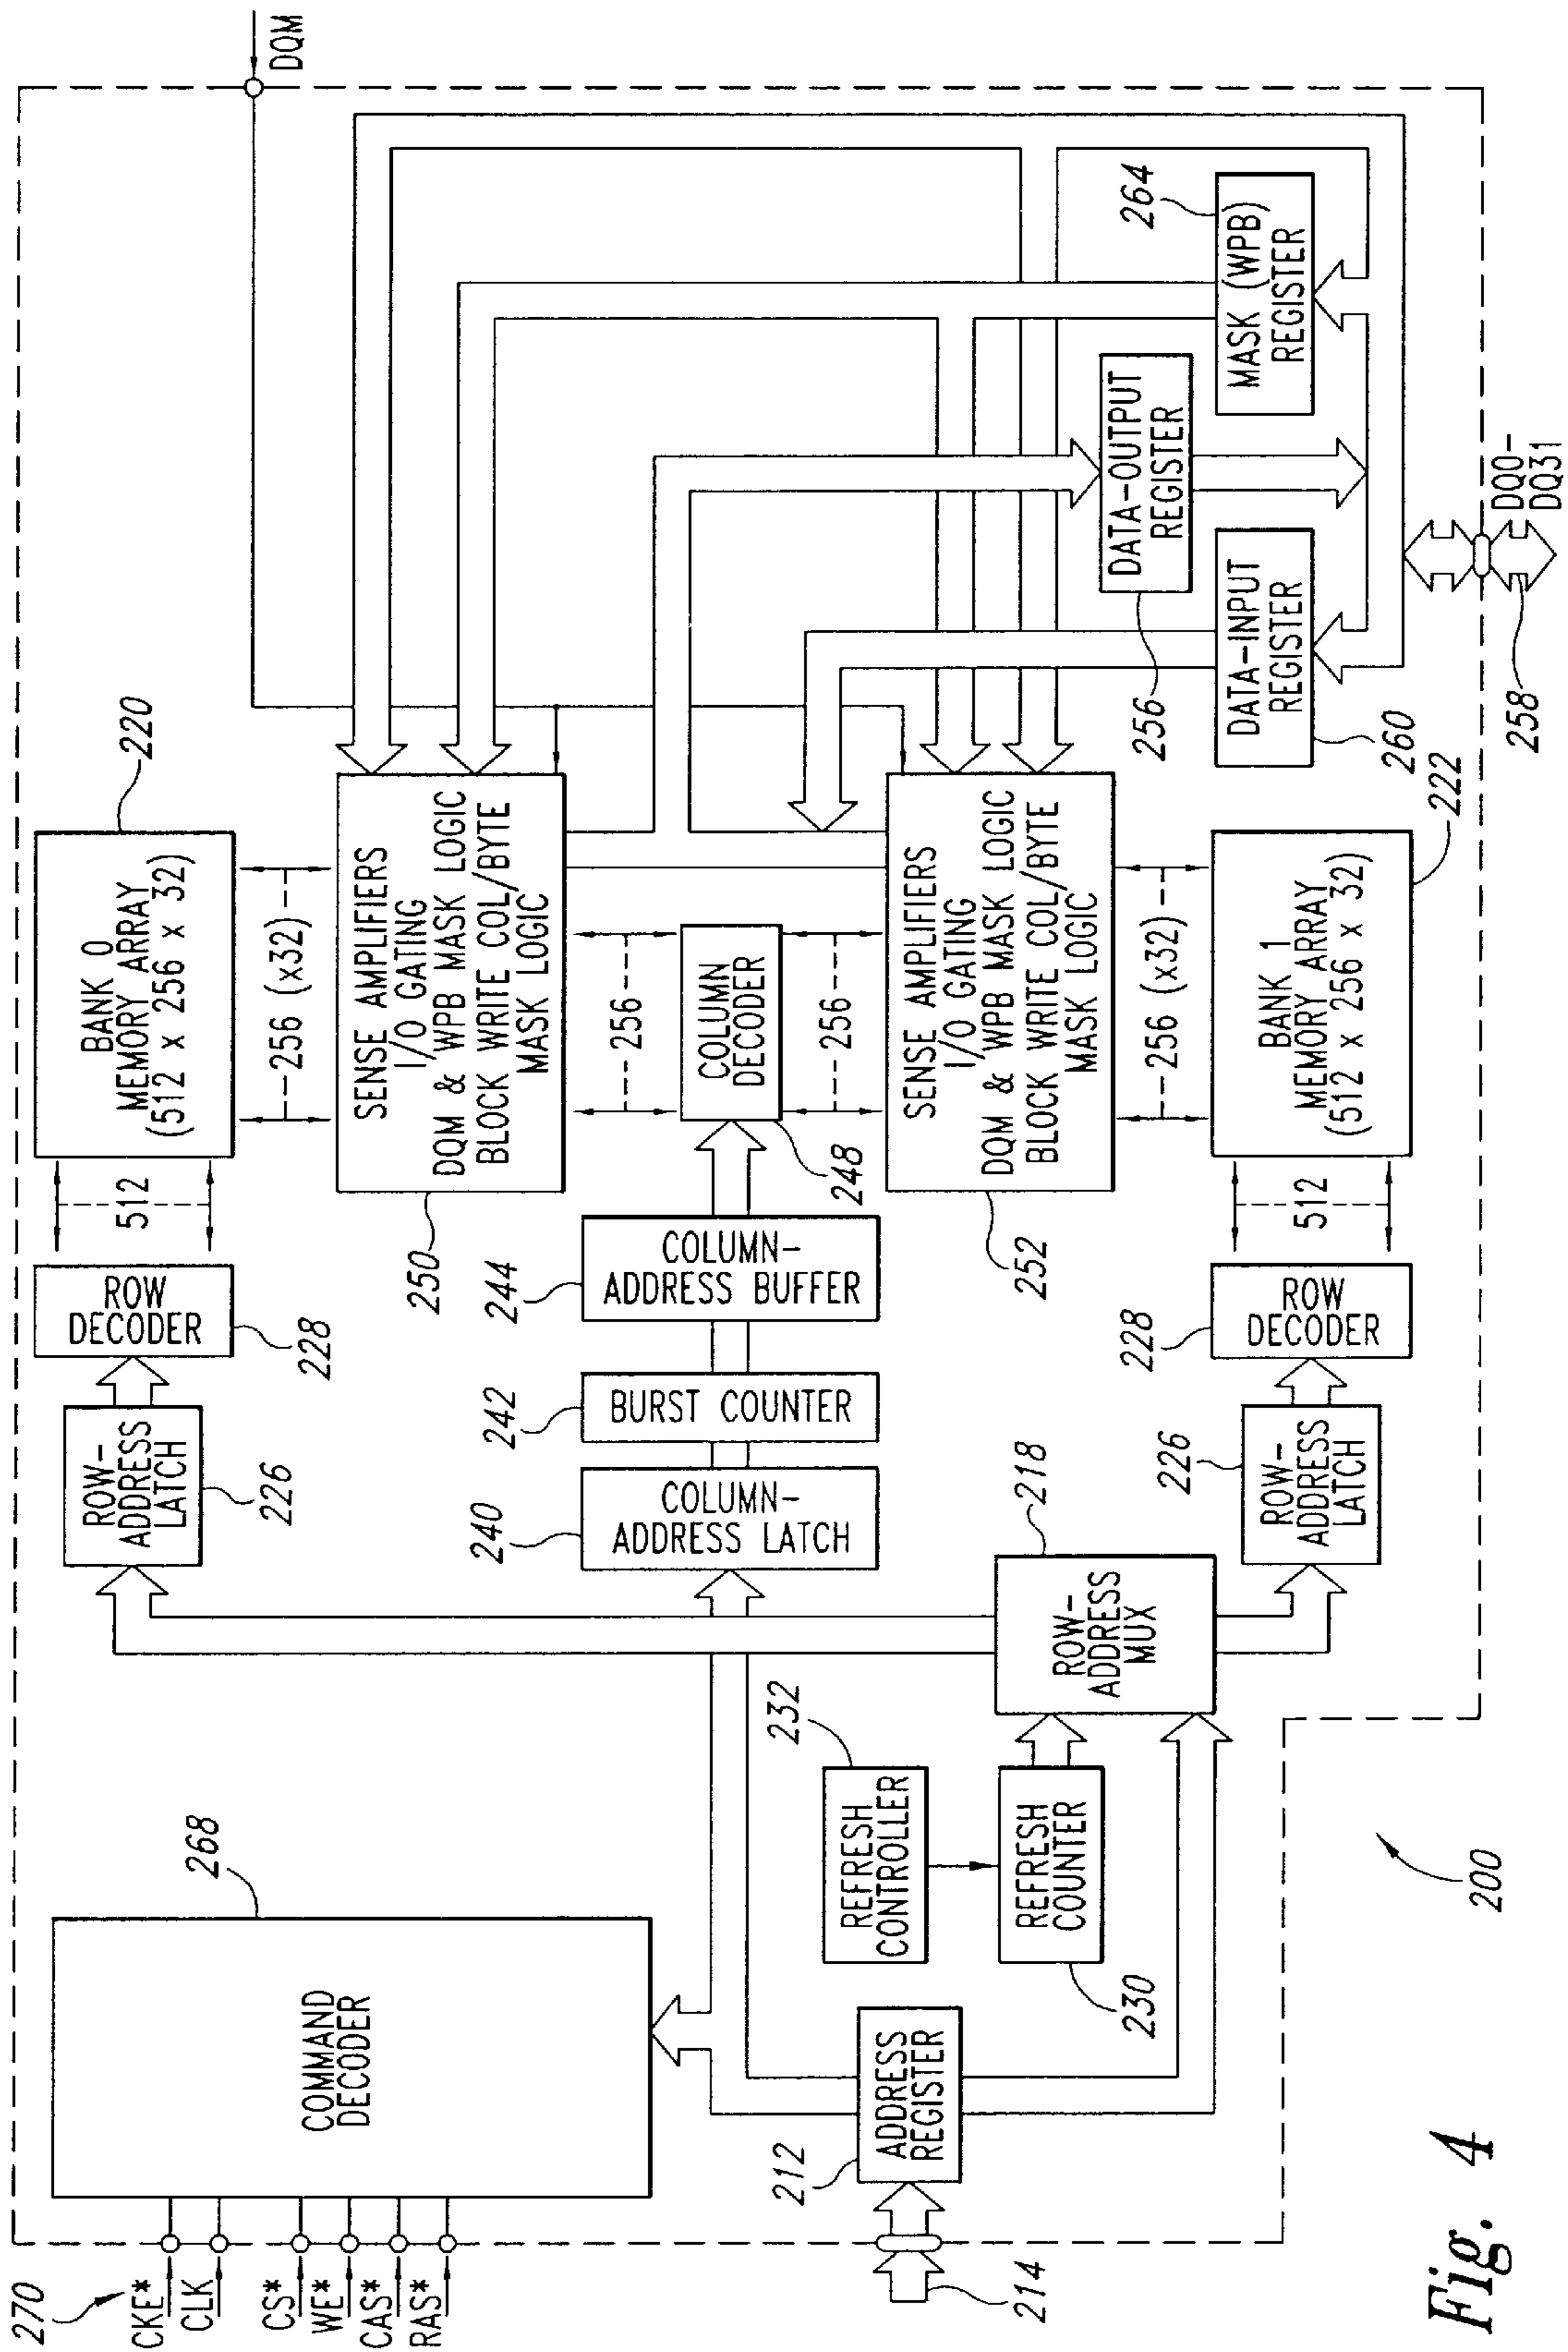 270
CKE*
CLK
CS*
WE*
CAS*
RAS*
COMMAND
DECODER
268
214
212
ADDRESS
REGISTER
REFRESH
CONTROLLER
232
REFRESH
COUNTER
230
ROW-
ADDRESS
MUX
218
ROW-
ADDRESS
LATCH
226
ROW
DECODER
228
512
BANK 0
MEMORY ARRAY
(512 x 256 x 32)
220
256 (x32)
SENSE AMPLIFIERS
I/O GATING
DQM & WPB MASK LOGIC
BLOCK WRITE COL/BYTE
MASK LOGIC
250
256
COLUMN-
ADDRESS LATCH
240
BURST COUNTER
242
COLUMN-
ADDRESS BUFFER
244
COLUMN
DECODER
248
256
SENSE AMPLIFIERS
I/O GATING
DQM & WPB MASK LOGIC
BLOCK WRITE COL/BYTE
MASK LOGIC
252
256 (x32)
ROW-
ADDRESS
LATCH
226
ROW
DECODER
228
512
BANK 1
MEMORY ARRAY
(512 x 256 x 32)
222
DATA-OUTPUT
REGISTER
256
DATA-INPUT
REGISTER
260
MASK (WPB)
REGISTER
264
DQM
DQ0-
DQ31
258
200
Fig. 4